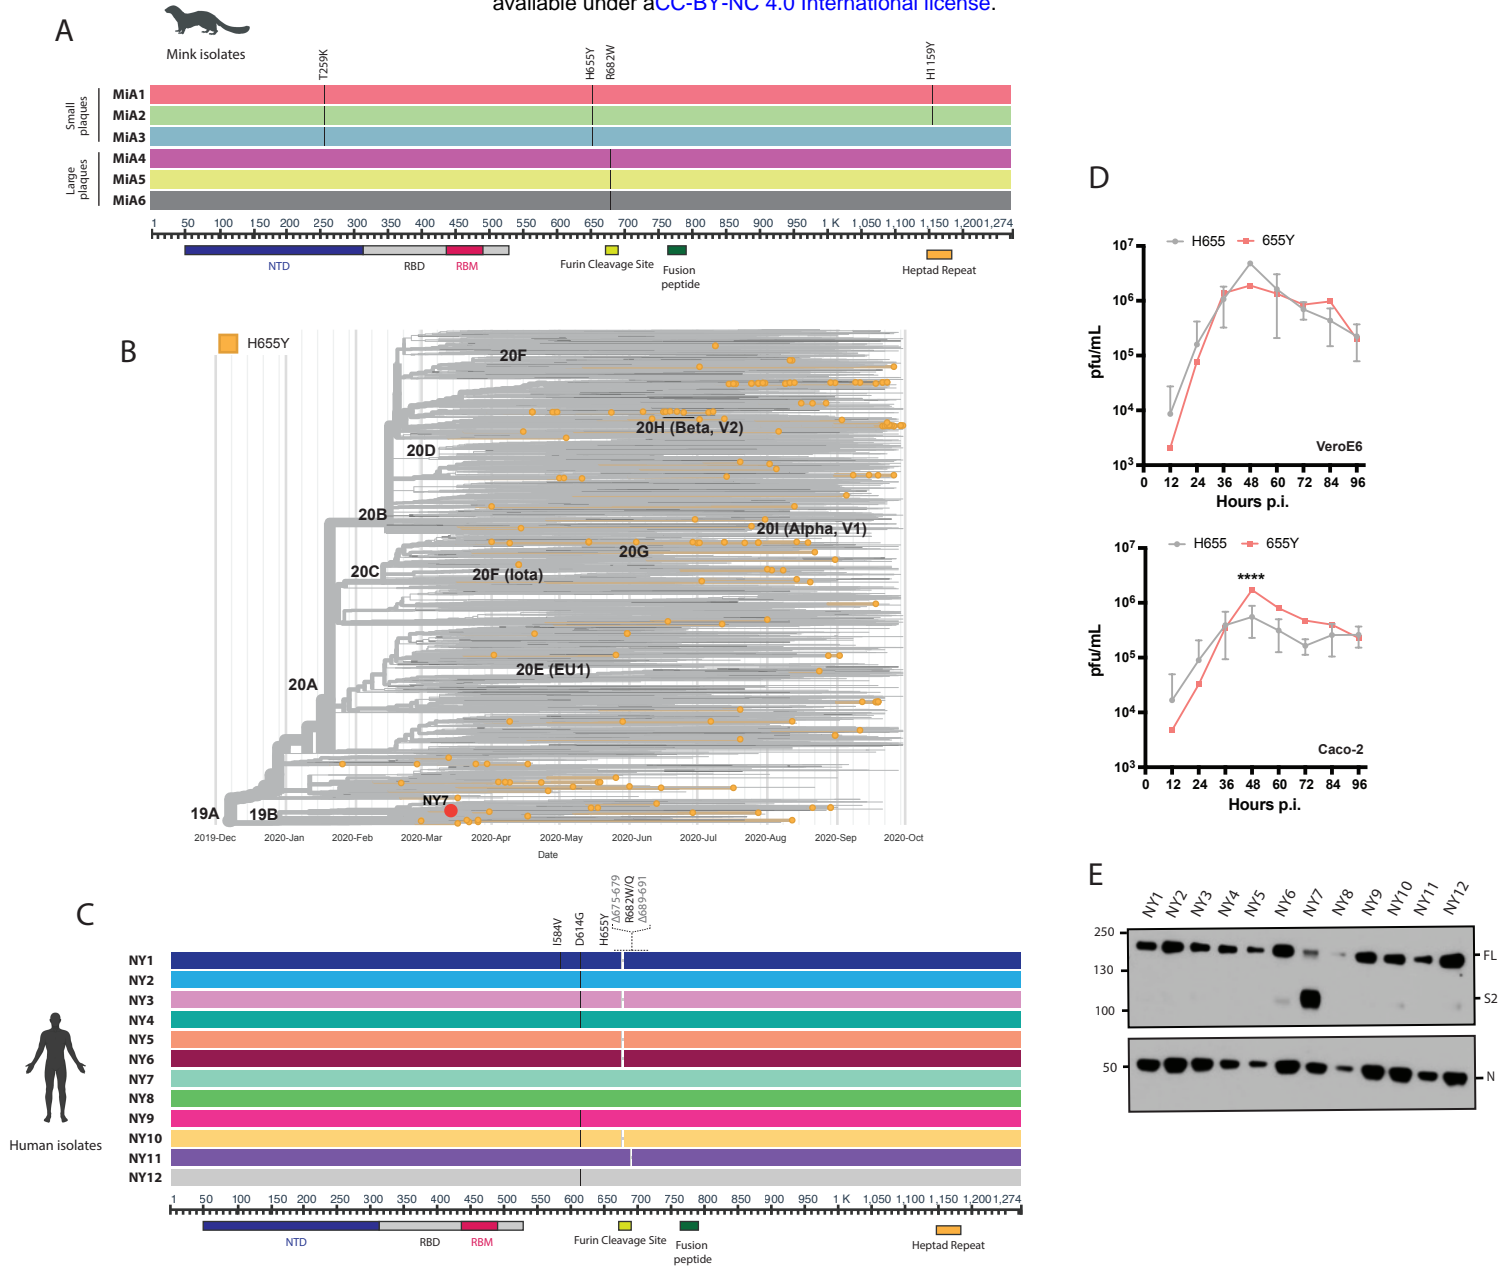 available under aCC-BY-NC 4.0 International license.
A
Mink isolates
T259K
H655Y
R682W
H1159Y
Small plaques
Large plaques
MiA1
MiA2
MiA3
MiA4
MiA5
MiA6
1 50 100 150 200 250 300 350 400 450 500 550 600 650 700 750 800 850 900 950 1 K 1,050 1,100 1,150 1,200 1,274
NTD RBD RBM Furin Cleavage Site Fusion peptide Heptad Repeat
B
H655Y
20F
20H (Beta, V2)
20D
20B
20I (Alpha, V1)
20G
20C
20F (Iota)
20E (EU1)
20A
NY7
19A
19B
2019-Dec 2020-Jan 2020-Feb 2020-Mar 2020-Apr 2020-May 2020-Jun 2020-Jul 2020-Aug 2020-Sep 2020-Oct
Date
C
I584V
D614G
H655Y
Δ675-679
R682W/Q
Δ689-691
Human isolates
NY1
NY2
NY3
NY4
NY5
NY6
NY7
NY8
NY9
NY10
NY11
NY12
1 50 100 150 200 250 300 350 400 450 500 550 600 650 700 750 800 850 900 950 1 K 1,050 1,100 1,150 1,200 1,274
NTD RBD RBM Furin Cleavage Site Fusion peptide Heptad Repeat
D
H655 655Y
10⁷
10⁶
10⁵
10⁴
10³
pfu/mL
VeroE6
0 12 24 36 48 60 72 84 96
Hours p.i.
H655 655Y
10⁷
10⁶
10⁵
10⁴
10³
pfu/mL
****
Caco-2
0 12 24 36 48 60 72 84 96
Hours p.i.
E
NY1 NY2 NY3 NY4 NY5 NY6 NY7 NY8 NY9 NY10 NY11 NY12
250
130
100
50
FL
S2
N